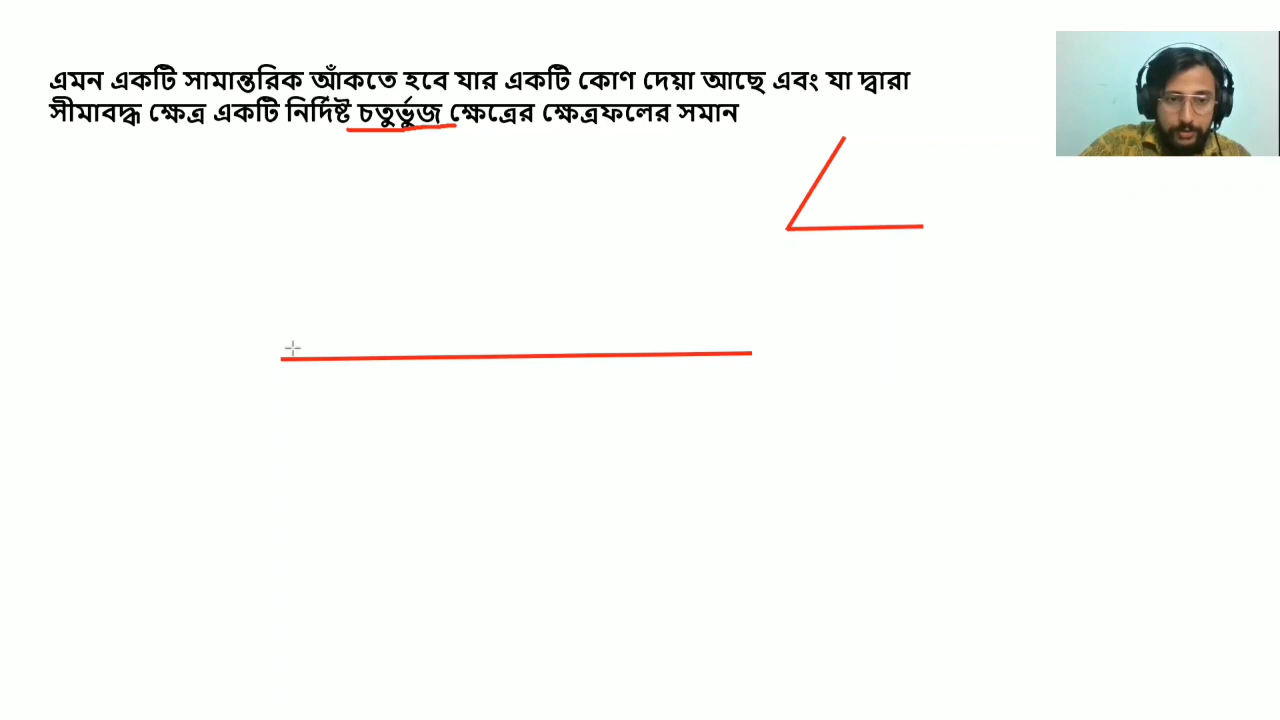 এমন একটি সামান্তরিক আঁকতে হবে যার একটি কোণ দেয়া আছে এবং যা দ্বারা
সীমাবদ্ধ ক্ষেত্র একটি নির্দিষ্ট চতুর্ভুজ ক্ষেত্রের ক্ষেত্রফলের সমান